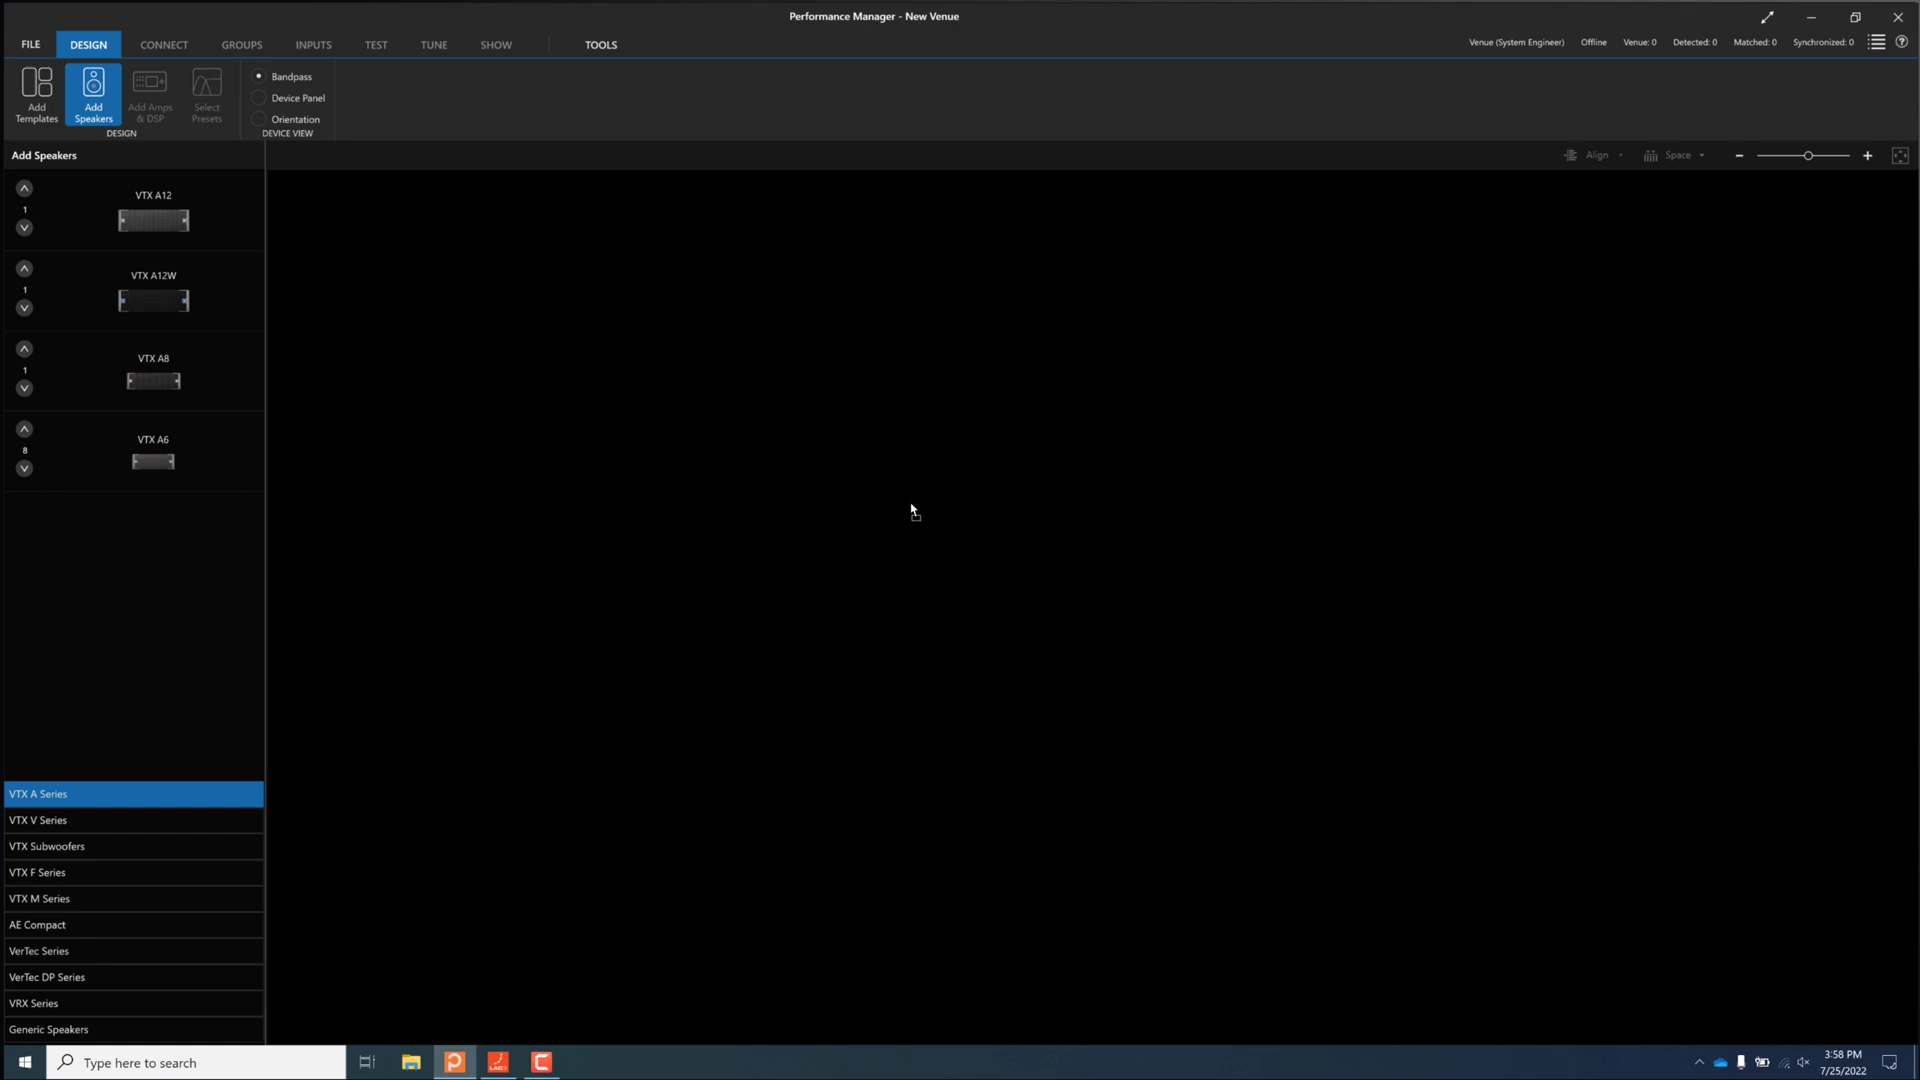 Performance Manager - New Venue
FILE DESIGN CONNECT GROUPS INPUTS TEST TUNE SHOW TOOLS
Venue (System Engineer) Offline Venue: 0 Detected: 0 Matched: 0 Synchronized: 0
Add Templates
Add Speakers
Add Amps & DSP
Select Presets
DESIGN
Bandpass
Device Panel
Orientation
DEVICE VIEW
Add Speakers
Align Space
VTX A12
1
VTX A12W
1
VTX A8
1
VTX A6
8
VTX A Series
VTX V Series
VTX Subwoofers
VTX F Series
VTX M Series
AE Compact
VerTec Series
VerTec DP Series
VRX Series
Generic Speakers
Type here to search
3:58 PM
7/25/2022